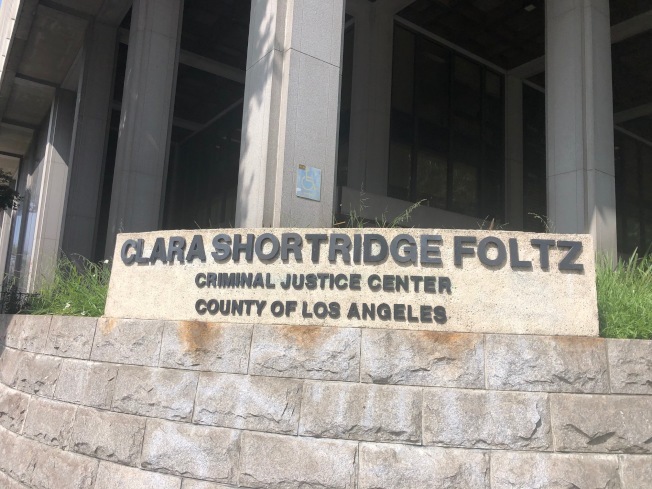 CLARA SHORTRIDGE FOLTZ
CRIMINAL JUSTICE CENTER
COUNTY OF LOS ANGELES